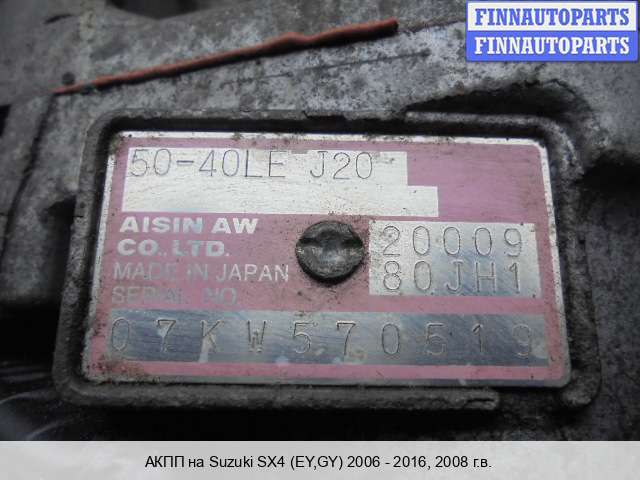 FINNAUTOPARTS
FINNAUTOPARTS
50-40LE J20
AISIN AW
CO., LTD.
MADE IN JAPAN
SERIAL NO.
20009
80JH1
07KW570519
АКПП на Suzuki SX4 (EY,GY) 2006 - 2016, 2008 г.в.